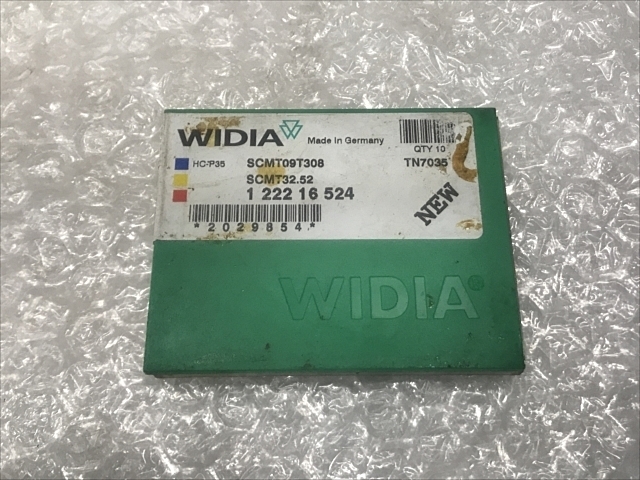 WIDIA Made in Germany
QTY 10
HC-P35 SCMT09T308 TN7035
SCMT32.52
1 222 16 524
NEW
*2029854*
WIDIA®